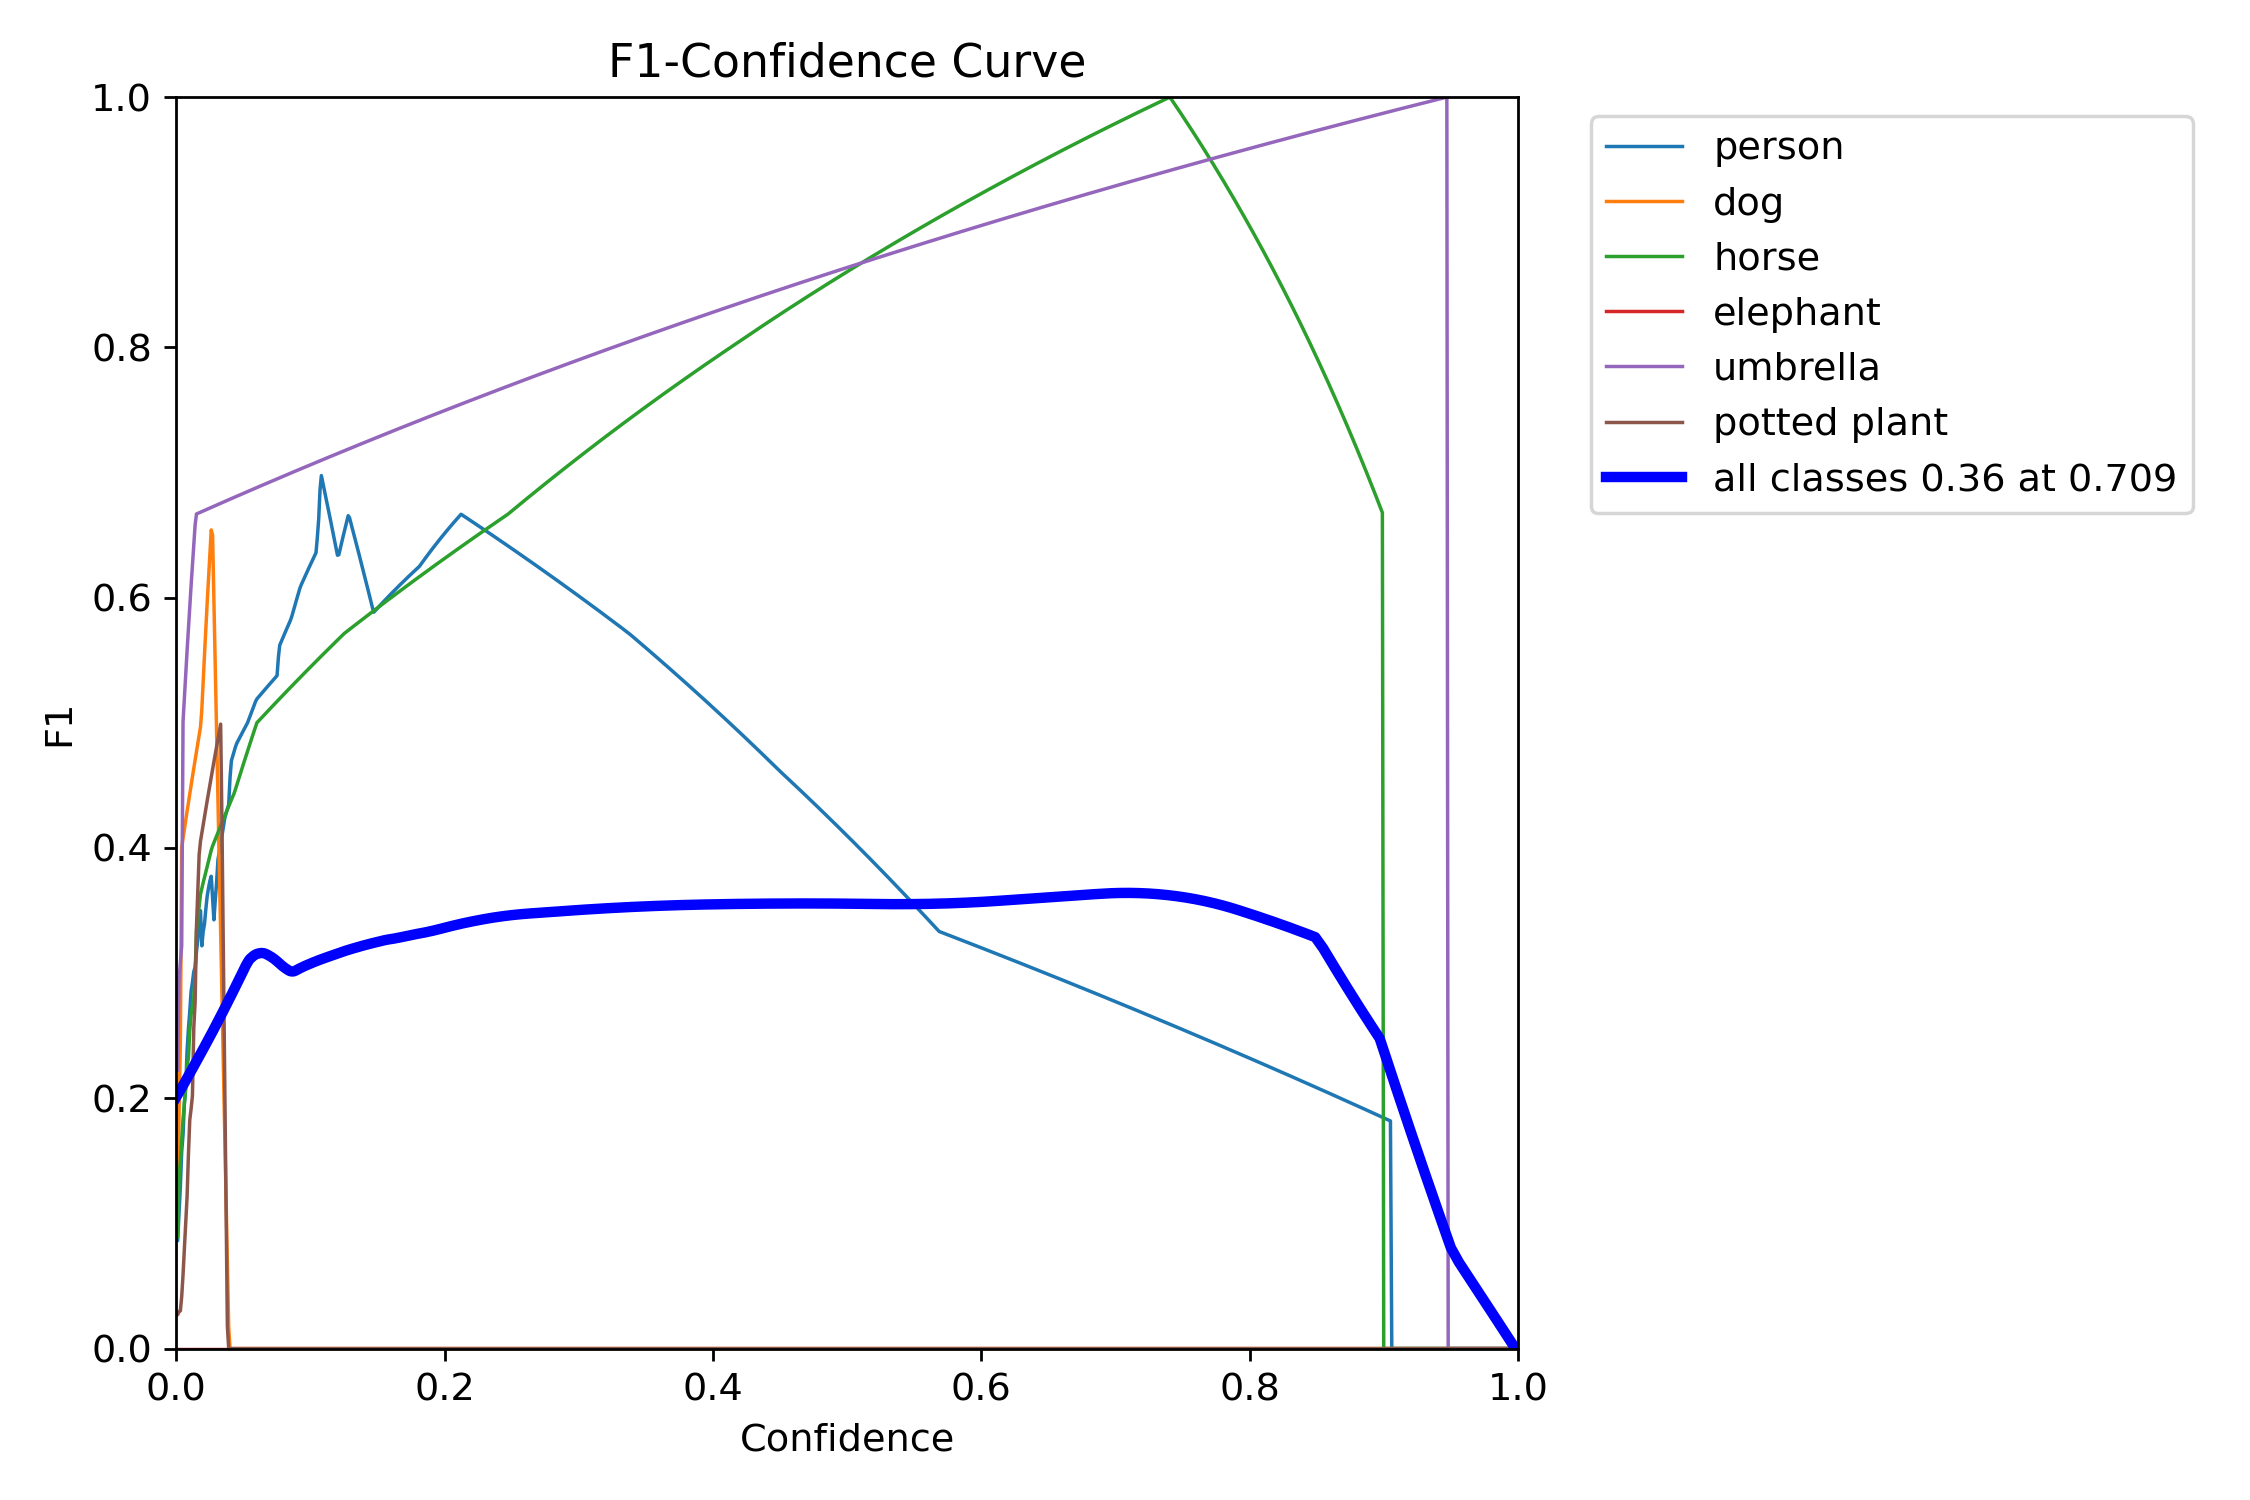 F1-Confidence Curve
1.0
0.8
0.6
0.4
0.2
0.0
F1
0.0 0.2 0.4 0.6 0.8 1.0
Confidence
person
dog
horse
elephant
umbrella
potted plant
all classes 0.36 at 0.709